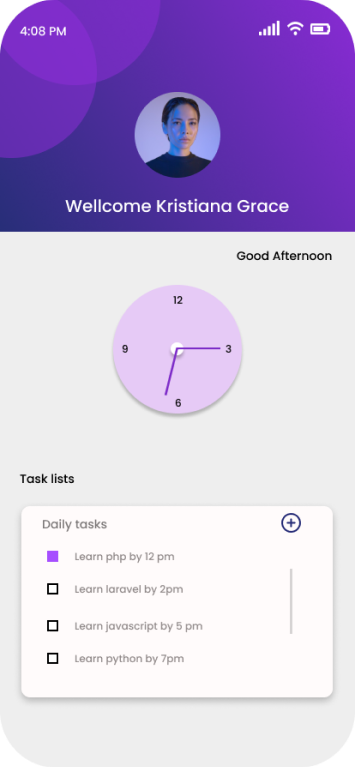 4:08 PM
Wellcome Kristiana Grace
Good Afternoon
12
9
3
6
Task lists
Daily tasks
Learn php by 12 pm
Learn laravel by 2pm
Learn javascript by 5 pm
Learn python by 7pm